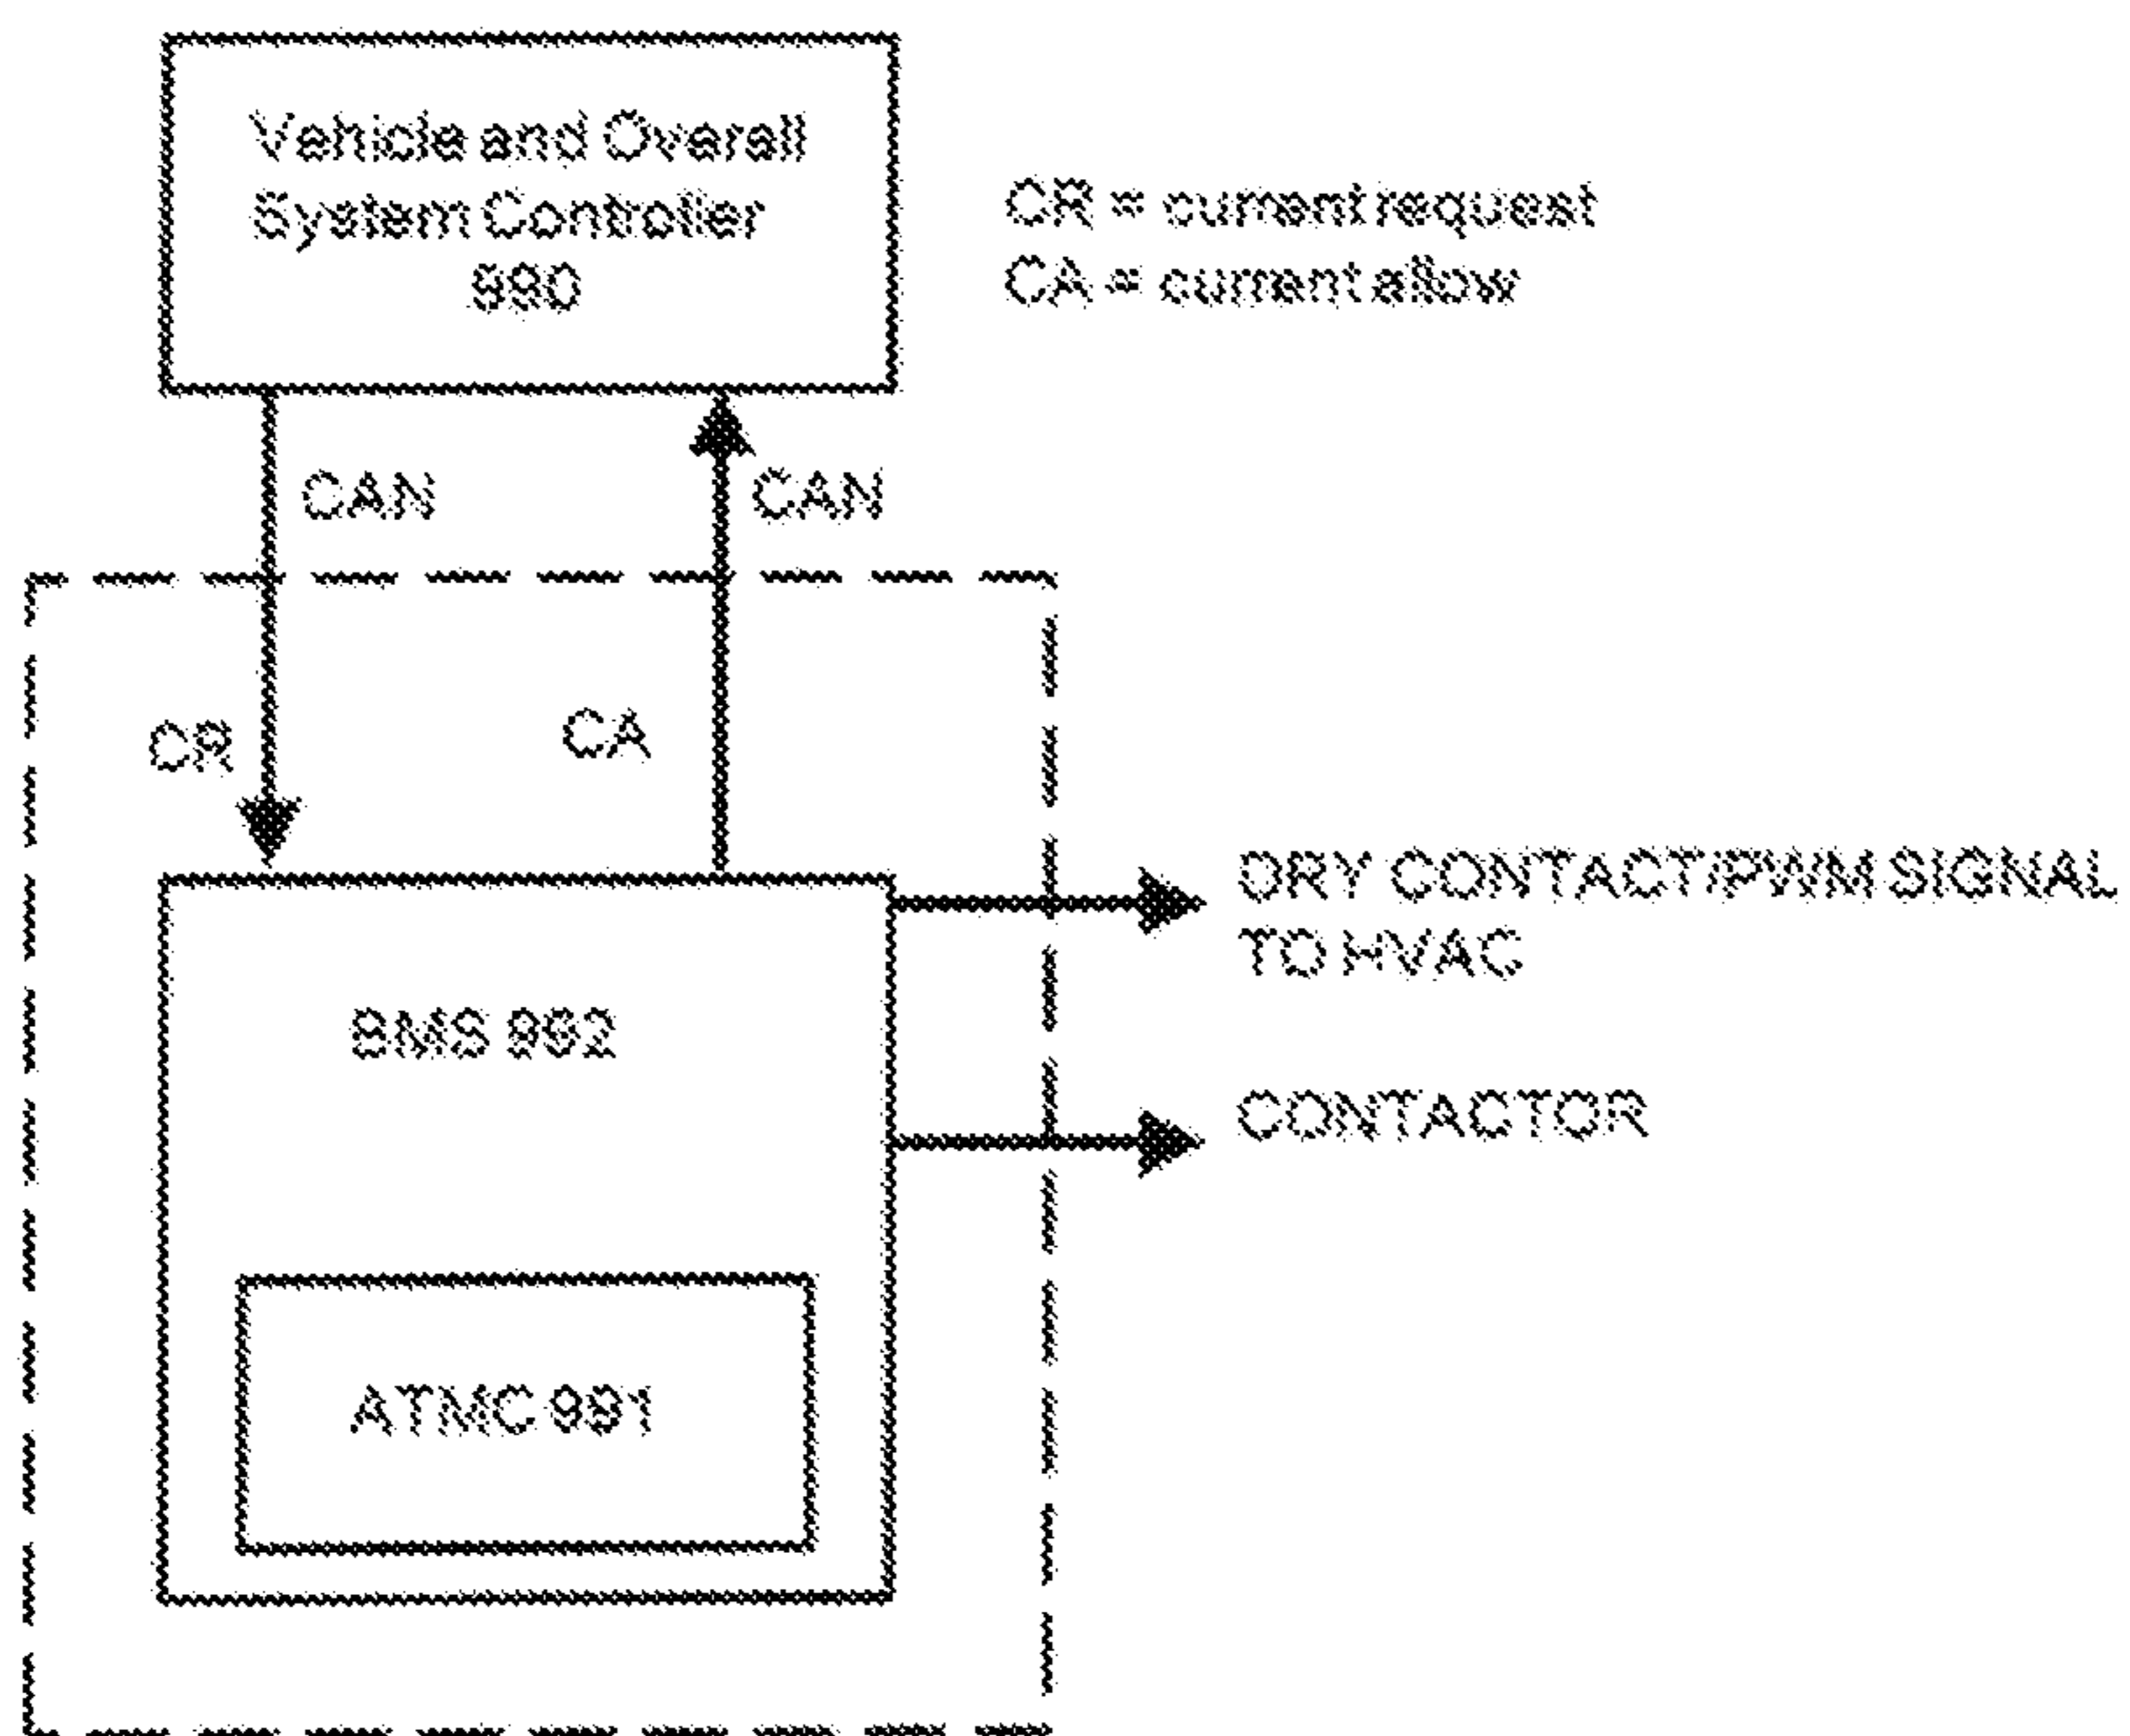 Vehicle and Overall
System Controller
990
CR = current request
CA = current allow
CAN
CAN
CR
CA
DRY CONTACT/PWM SIGNAL
TO HVAC
BMS 992
CONTACTOR
ATMC 991